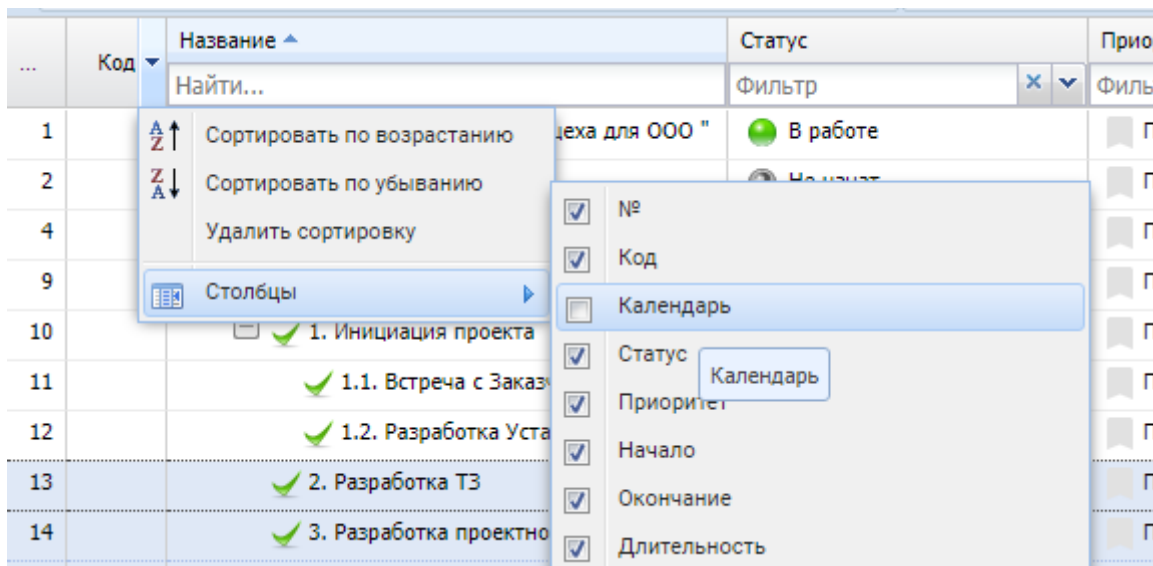 Название Статус Прио
... Код
Найти... Фильтр Филь
1 Сортировать по возрастанию цеха для ООО " В работе П
2 Сортировать по убыванию П
4 Удалить сортировку № П
9 Столбцы Код П
Календарь
10 1. Инициация проекта П
Статус
11 1.1. Встреча с Заказч Календарь П
Приоритет
12 1.2. Разработка Уста П
Начало
13 2. Разработка ТЗ П
Окончание
14 3. Разработка проектно П
Длительность